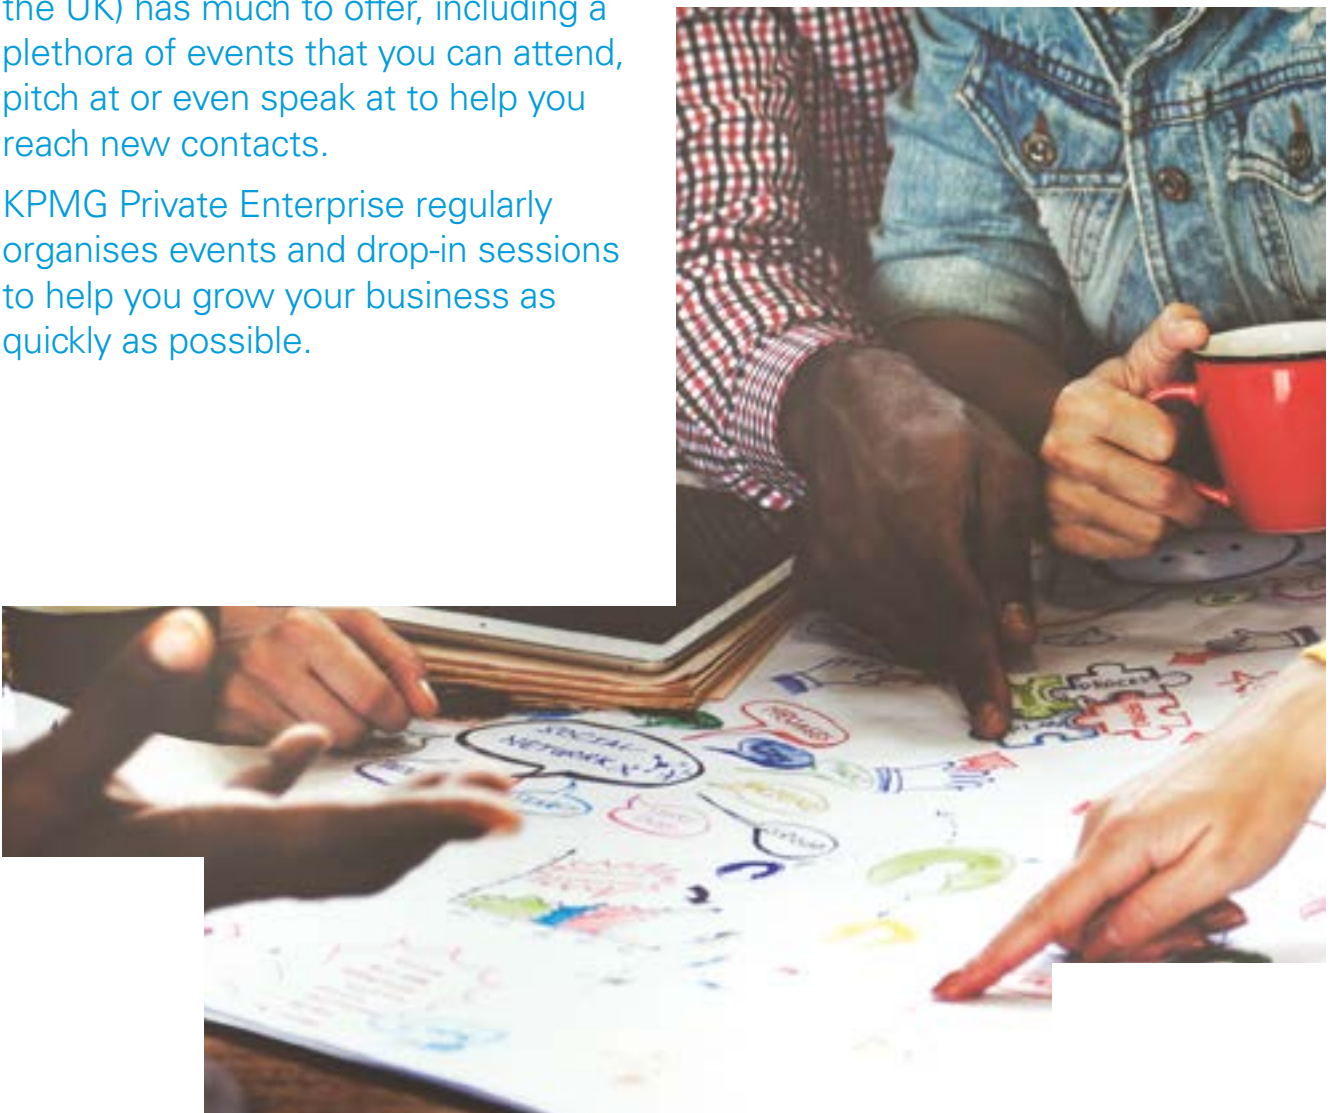 the UK) has much to offer, including a
plethora of events that you can attend,
pitch at or even speak at to help you
reach new contacts.
KPMG Private Enterprise regularly
organises events and drop-in sessions
to help you grow your business as
quickly as possible.
SOCIAL
NETWORK
PROCESS